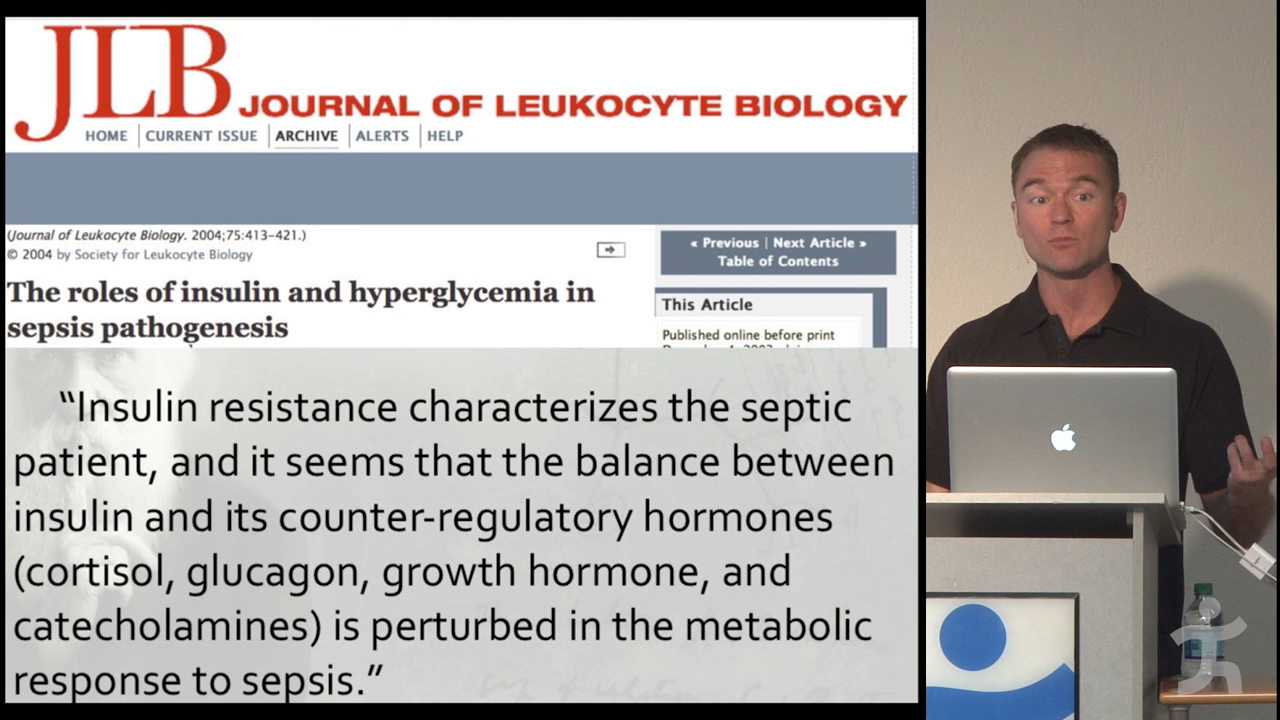 JLB JOURNAL OF LEUKOCYTE BIOLOGY
HOME CURRENT ISSUE ARCHIVE ALERTS HELP
(Journal of Leukocyte Biology. 2004;75:413–421.)
© 2004 by Society for Leukocyte Biology
The roles of insulin and hyperglycemia in
sepsis pathogenesis
« Previous | Next Article »
Table of Contents
This Article
Published online before print
“Insulin resistance characterizes the septic
patient, and it seems that the balance between
insulin and its counter-regulatory hormones
(cortisol, glucagon, growth hormone, and
catecholamines) is perturbed in the metabolic
response to sepsis.”